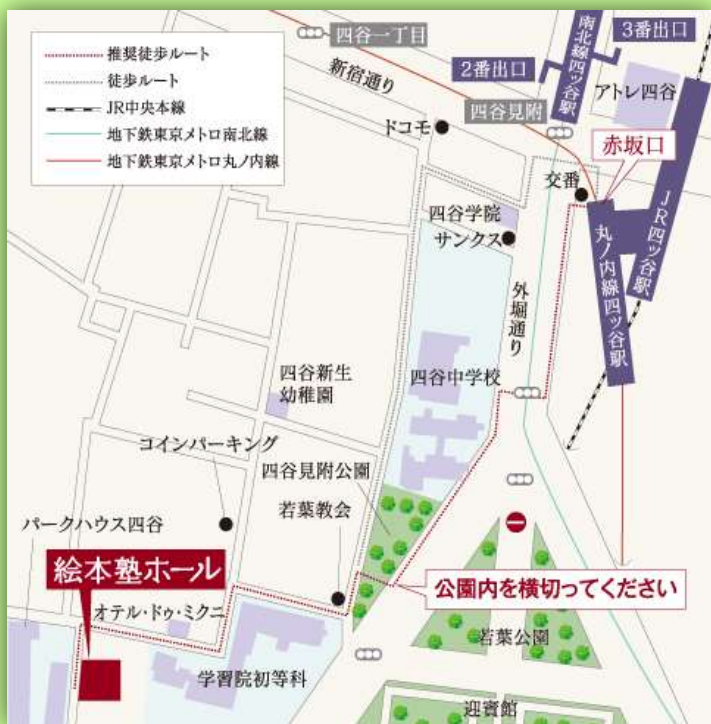 推奨徒歩ルート
徒歩ルート
JR中央本線
地下鉄東京メトロ南北線
地下鉄東京メトロ丸ノ内線
四谷一丁目
新宿通り
南北線四ッ谷駅
3番出口
2番出口
アトレ四谷
四谷見附
ドコモ
赤坂口
交番
JR四ッ谷駅
丸ノ内線四ッ谷駅
四谷学院
サンクス
外堀通り
四谷中学校
四谷新生
幼稚園
コインパーキング
四谷見附公園
若葉教会
パークハウス四谷
絵本塾ホール
公園内を横切ってください
オテル・ドゥ・ミクニ
若葉公園
学習院初等科
迎賓館